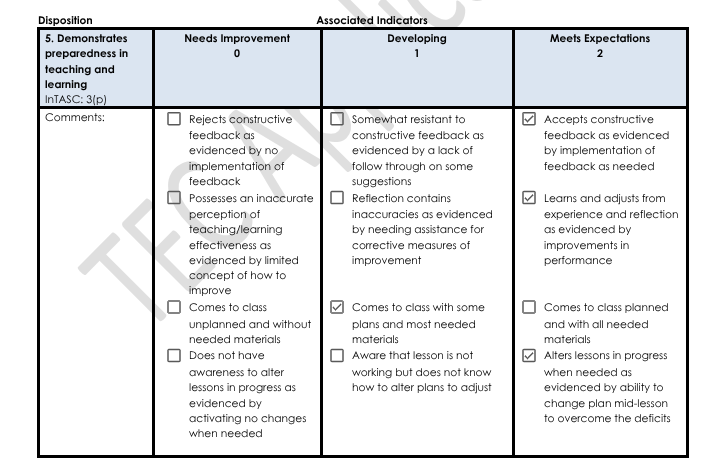 Disposition Associated Indicators
5. Demonstrates
preparedness in
teaching and
learning
InTASC: 3(p)
Needs Improvement
0
Developing
1
Meets Expectations
2
Comments:
Rejects constructive
feedback as
evidenced by no
implementation of
feedback
Somewhat resistant to
constructive feedback as
evidenced by a lack of
follow through on some
suggestions
Accepts constructive
feedback as evidenced
by implementation of
feedback as needed
Possesses an inaccurate
perception of
teaching/learning
effectiveness as
evidenced by limited
concept of how to
improve
Reflection contains
inaccuracies as evidenced
by needing assistance for
corrective measures of
improvement
Learns and adjusts from
experience and reflection
as evidenced by
improvements in
performance
Comes to class
unplanned and without
needed materials
Comes to class with some
plans and most needed
materials
Comes to class planned
and with all needed
materials
Does not have
awareness to alter
lessons in progress as
evidenced by
activating no changes
when needed
Aware that lesson is not
working but does not know
how to alter plans to adjust
Alters lessons in progress
when needed as
evidenced by ability to
change plan mid-lesson
to overcome the deficits